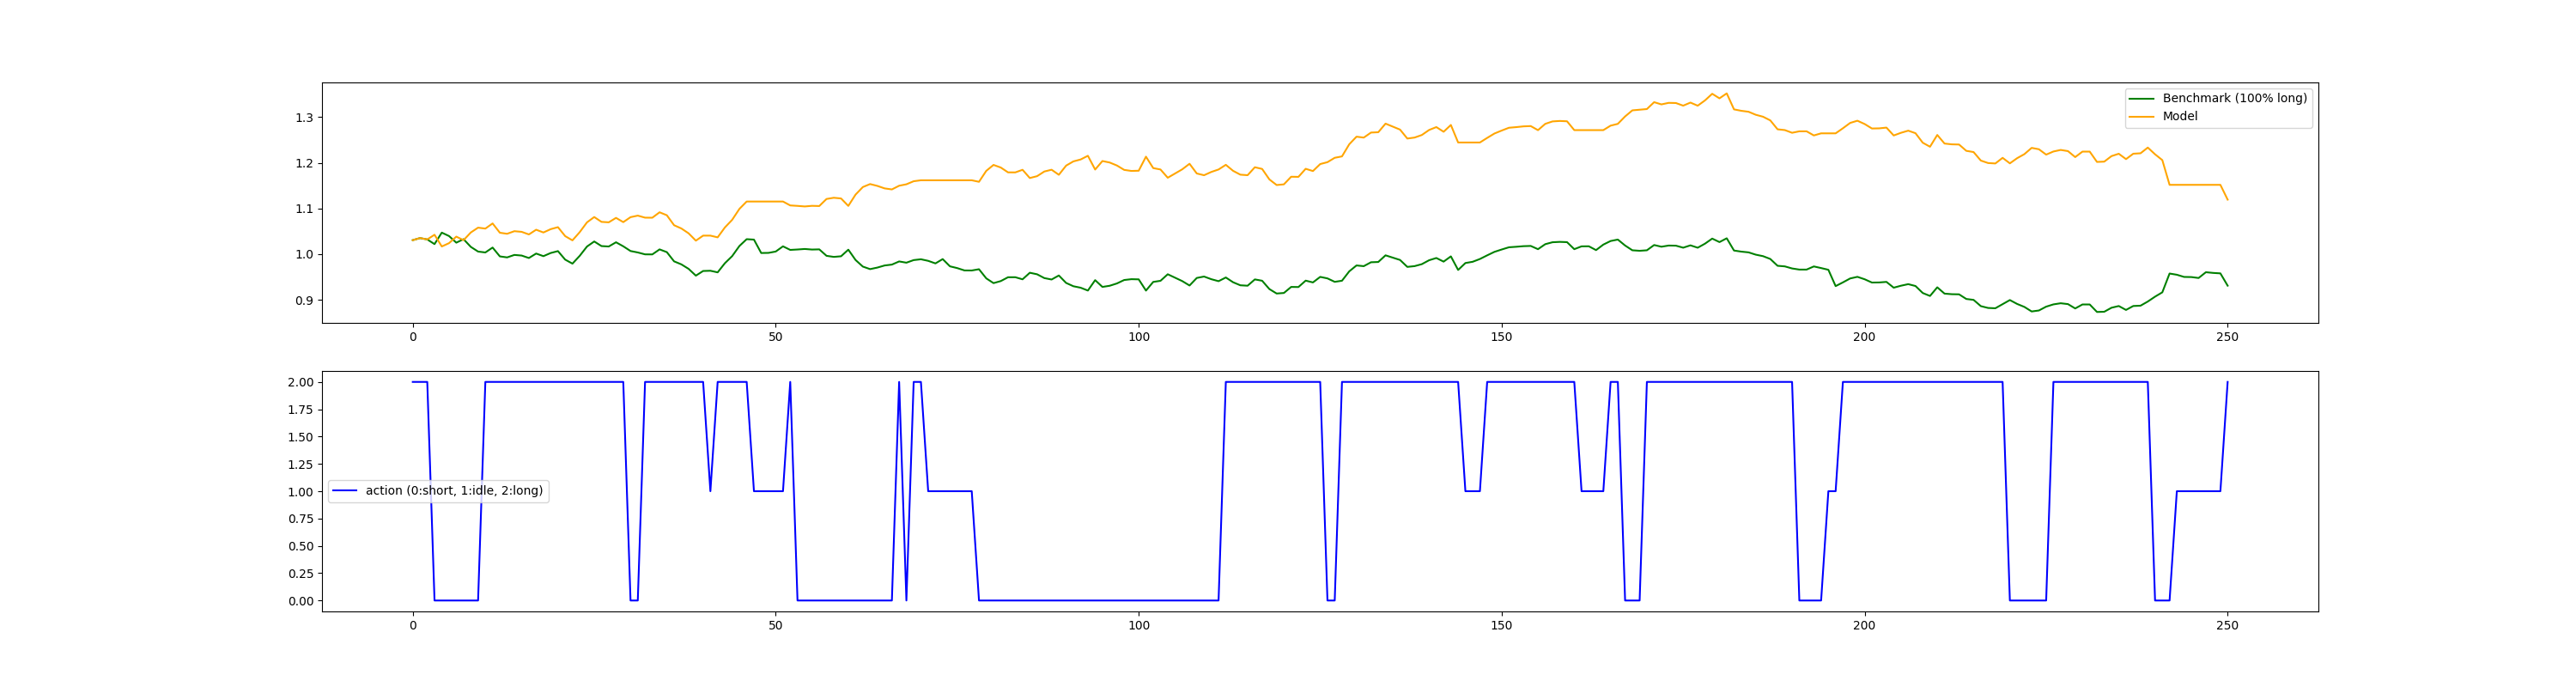 1.3
1.2
1.1
1.0
0.9
Benchmark (100% long)
Model
0 50 100 150 200 250
2.00
1.75
1.50
1.25
1.00
0.75
0.50
0.25
0.00
action (0:short, 1:idle, 2:long)
0 50 100 150 200 250